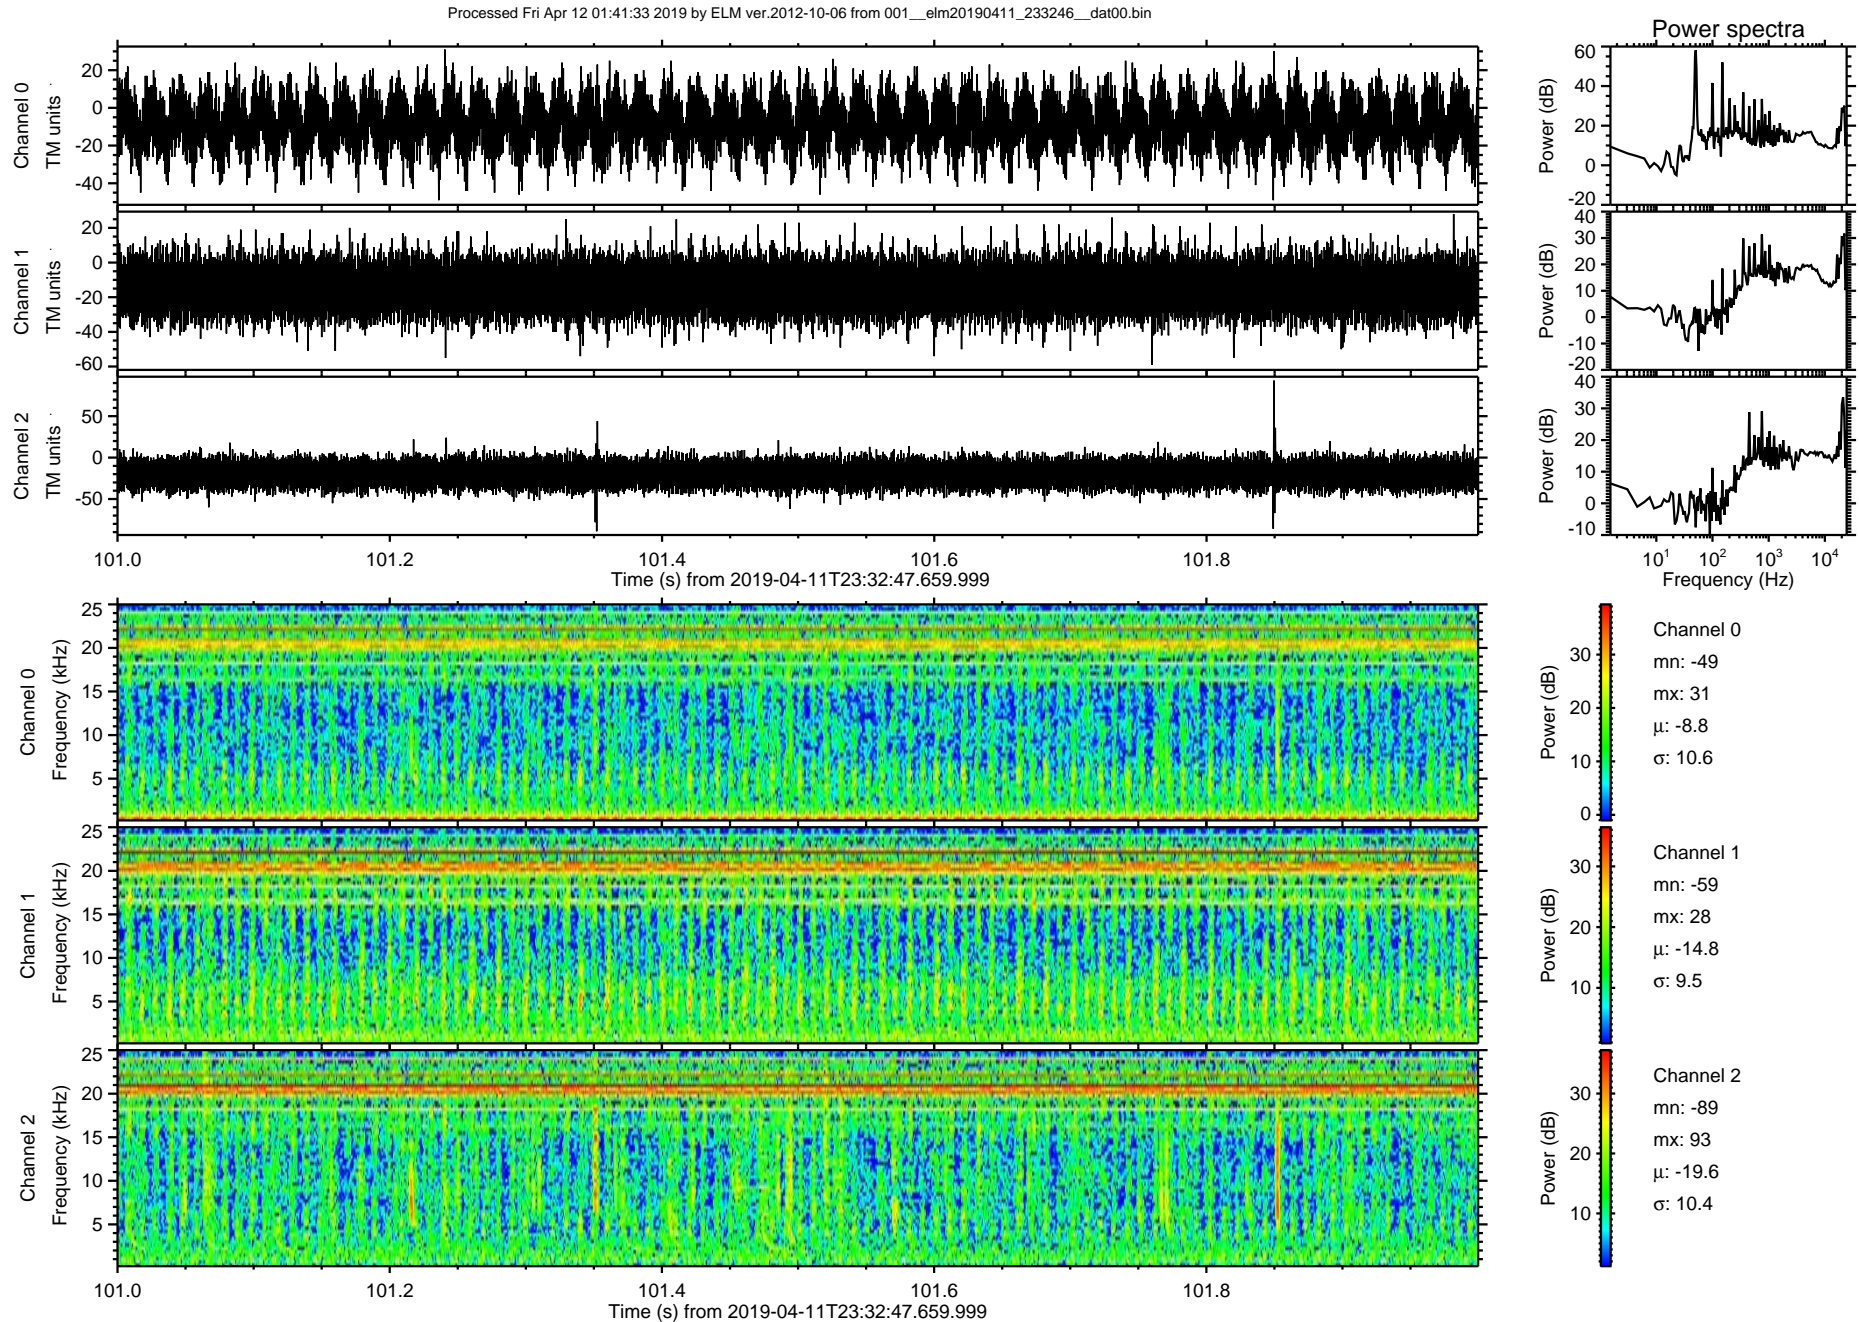 Processed Fri Apr 12 01:41:33 2019 by ELM ver.2012-10-06 from 001__elm20190411_233246__dat00.bin
Power spectra
Channel 0
TM units
20
0
-20
-40
Power (dB)
60
40
20
0
-20
Channel 1
TM units
20
0
-20
-40
-60
Power (dB)
40
30
20
10
0
-10
-20
Channel 2
TM units
50
0
-50
Power (dB)
40
30
20
10
0
-10
101.0 101.2 101.4 101.6 101.8
Time (s) from 2019-04-11T23:32:47.659.999
10^1 10^2 10^3 10^4
Frequency (Hz)
Channel 0
Frequency (kHz)
25
20
15
10
5
Power (dB)
30
20
10
0
Channel 0
mn: -49
mx: 31
μ: -8.8
σ: 10.6
Channel 1
Frequency (kHz)
25
20
15
10
5
Power (dB)
30
20
10
Channel 1
mn: -59
mx: 28
μ: -14.8
σ: 9.5
Channel 2
Frequency (kHz)
25
20
15
10
5
Power (dB)
30
20
10
Channel 2
mn: -89
mx: 93
μ: -19.6
σ: 10.4
101.0 101.2 101.4 101.6 101.8
Time (s) from 2019-04-11T23:32:47.659.999